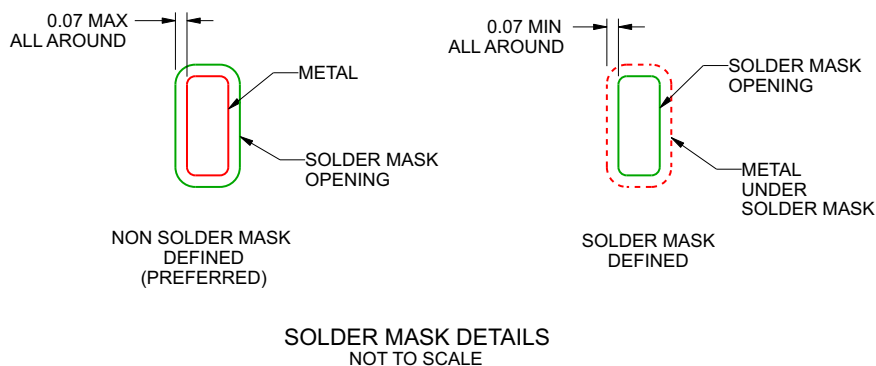 0.07 MAX
ALL AROUND
METAL
SOLDER MASK
OPENING
NON SOLDER MASK
DEFINED
(PREFERRED)
0.07 MIN
ALL AROUND
SOLDER MASK
OPENING
METAL
UNDER
SOLDER MASK
SOLDER MASK
DEFINED
SOLDER MASK DETAILS
NOT TO SCALE